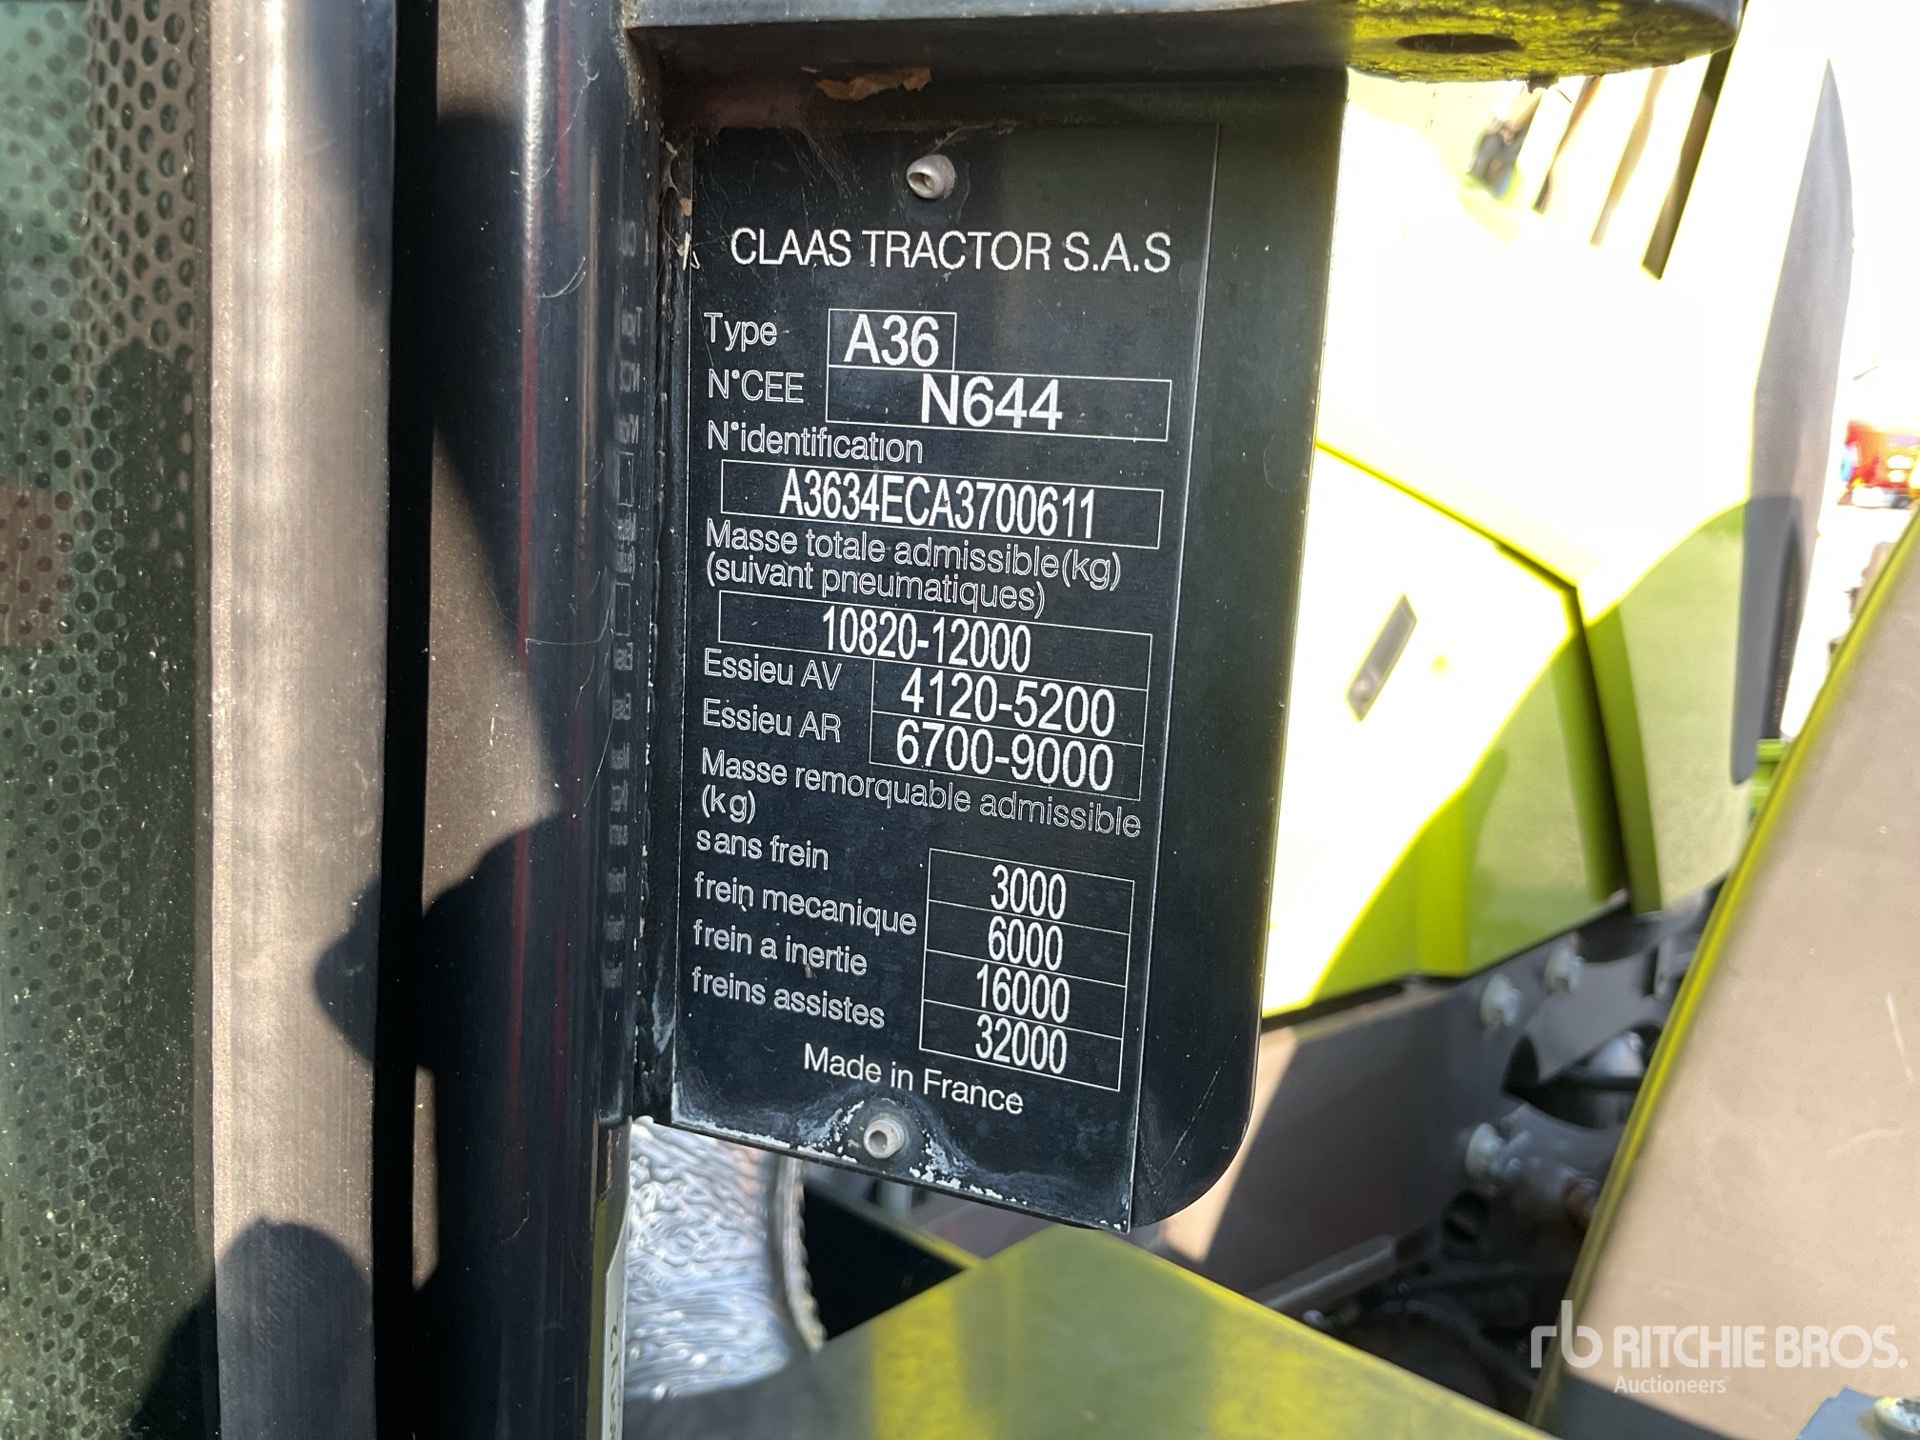 CLAAS TRACTOR S.A.S
Type A36
N°CEE N644
N°identification
A3634ECA3700611
Masse totale admissible(kg)
(suivant pneumatiques)
10820-12000
Essieu AV 4120-5200
Essieu AR 6700-9000
Masse remorquable admissible
(kg)
sans frein 3000
frein mecanique 6000
frein a inertie 16000
freins assistes 32000
Made in France
rb RITCHIE BROS.
Auctioneers